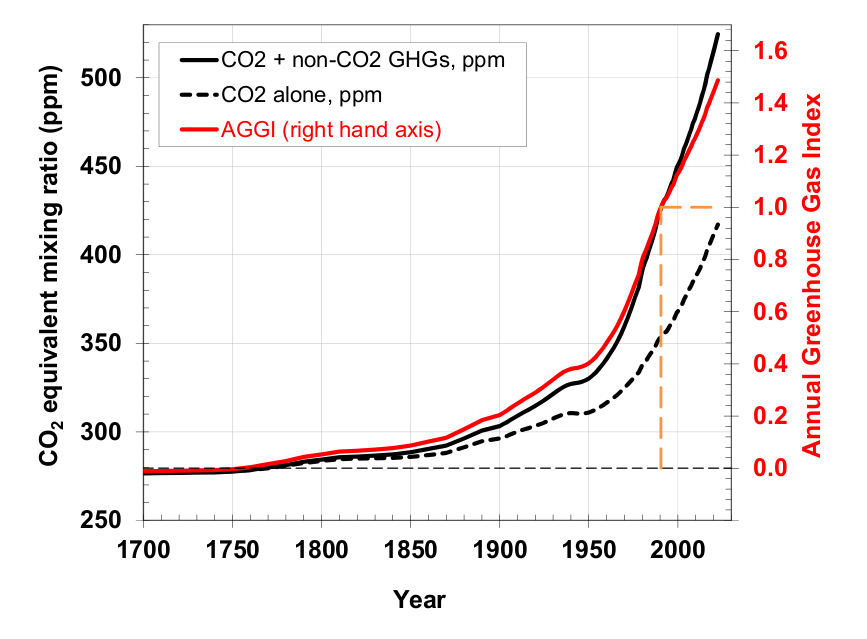 CO2 + non-CO2 GHGs, ppm
CO2 alone, ppm
AGGI (right hand axis)
CO₂ equivalent mixing ratio (ppm)
500
450
400
350
300
250
1.6
1.4
1.2
1.0
0.8
0.6
0.4
0.2
0.0
Annual Greenhouse Gas Index
1700 1750 1800 1850 1900 1950 2000
Year